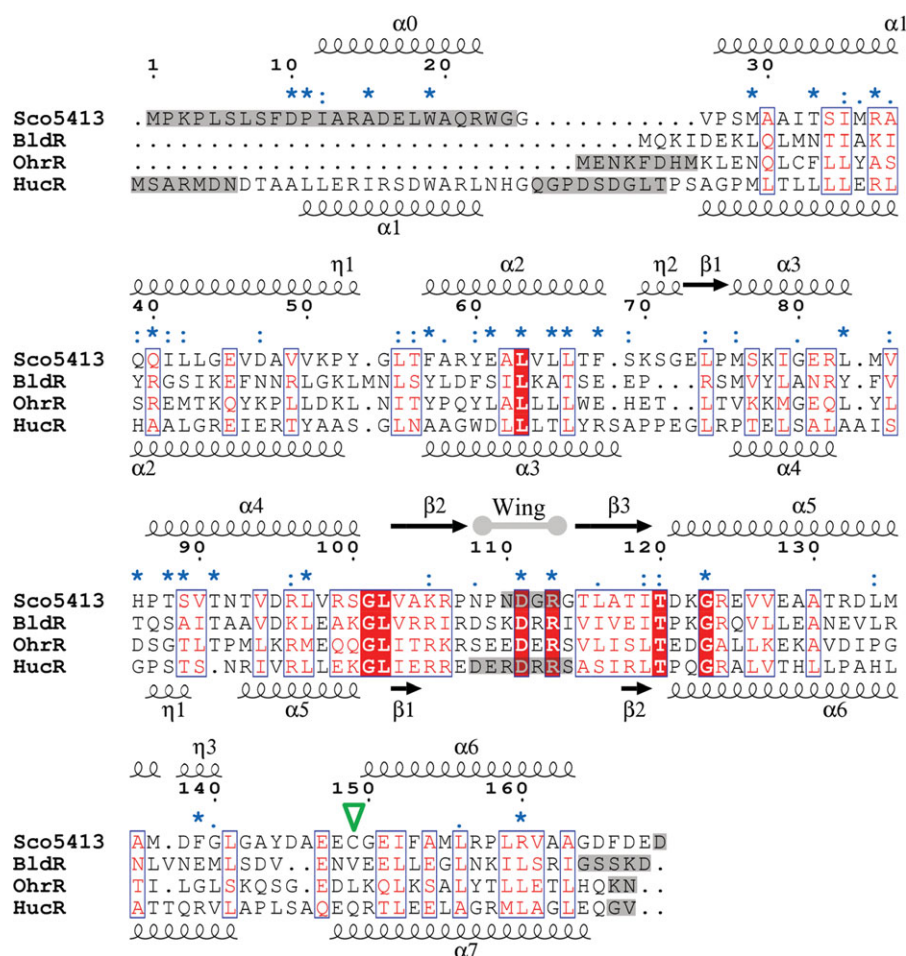 α0 α1
1 10 20 30
* * : * * * * : . * :
Sco5413 .MPKPLSLSFDPIARADELWAQRWGG...........VPSMAAITSIMRA
BldR .................................MQKIDEKLQLMNTIAKI
OhrR .............................MENKFDHMKLENQLCFLLYAS
HucR MSARMDNDTAALLERIRSDWARLNHGQGPDSDGLTPSAGPMLTLLLLERL
α1
η1 α2 η2 β1 α3
40 50 60 70 80
: * : : : : : * . : * * * * * : : : * :
Sco5413 QQILLGEVDAVVKPY.GLTFARYEALVLLTF.SKSGELPMSKIGERL.MV
BldR YRGSIKEFNNRLGKLMNLSYLDFSILKATSE.EP...RSMVYLANRY.FV
OhrR SREMTKQYKPLLDKL.NITYPQYLALLLLWE.HET..LTVKKMGEQL.YL
HucR HAALGREIERTYAAS.GLNAAGWDLLLTLYRSAPPEGLRPTELSALAAIS
α2 α3 α4
α4 β2 Wing β3 α5
90 100 110 120 130
* * * * : * : . * * : : : * :
Sco5413 HPTSVTNTVDRLVRSGLVAKRPNPNDGRGTLATITDKGREVVEAATRDLM
BldR TQSAITAAVDKLEAKGLVRRIRDSKDRRIVIVEITPKGRQVLLEANEVLR
OhrR DSGTLTPMLKRMEQQGLITRKRSEEDERSVLISLTEDGALLKEKAVDIPG
HucR GPSTS.NRIVRLLEKGLIERREDERDRRSASIRLTPQGRALVTHLLPAHL
η1 α5 β1 β2 α6
η3 α6
140 150 160
* . . *
Sco5413 AM.DFGLGAYDAEECGEIFAMLRPLRVAAGDFDED
BldR NLVNEMLSDV..ENVEELLEGLNKILSRIGSSKD.
OhrR TI.LGLSKQSG.EDLKQLKSALYTLLETLHQKN..
HucR ATTQRVLAPLSAQEQRTLEELAGRMLAGLEQGV..
α7